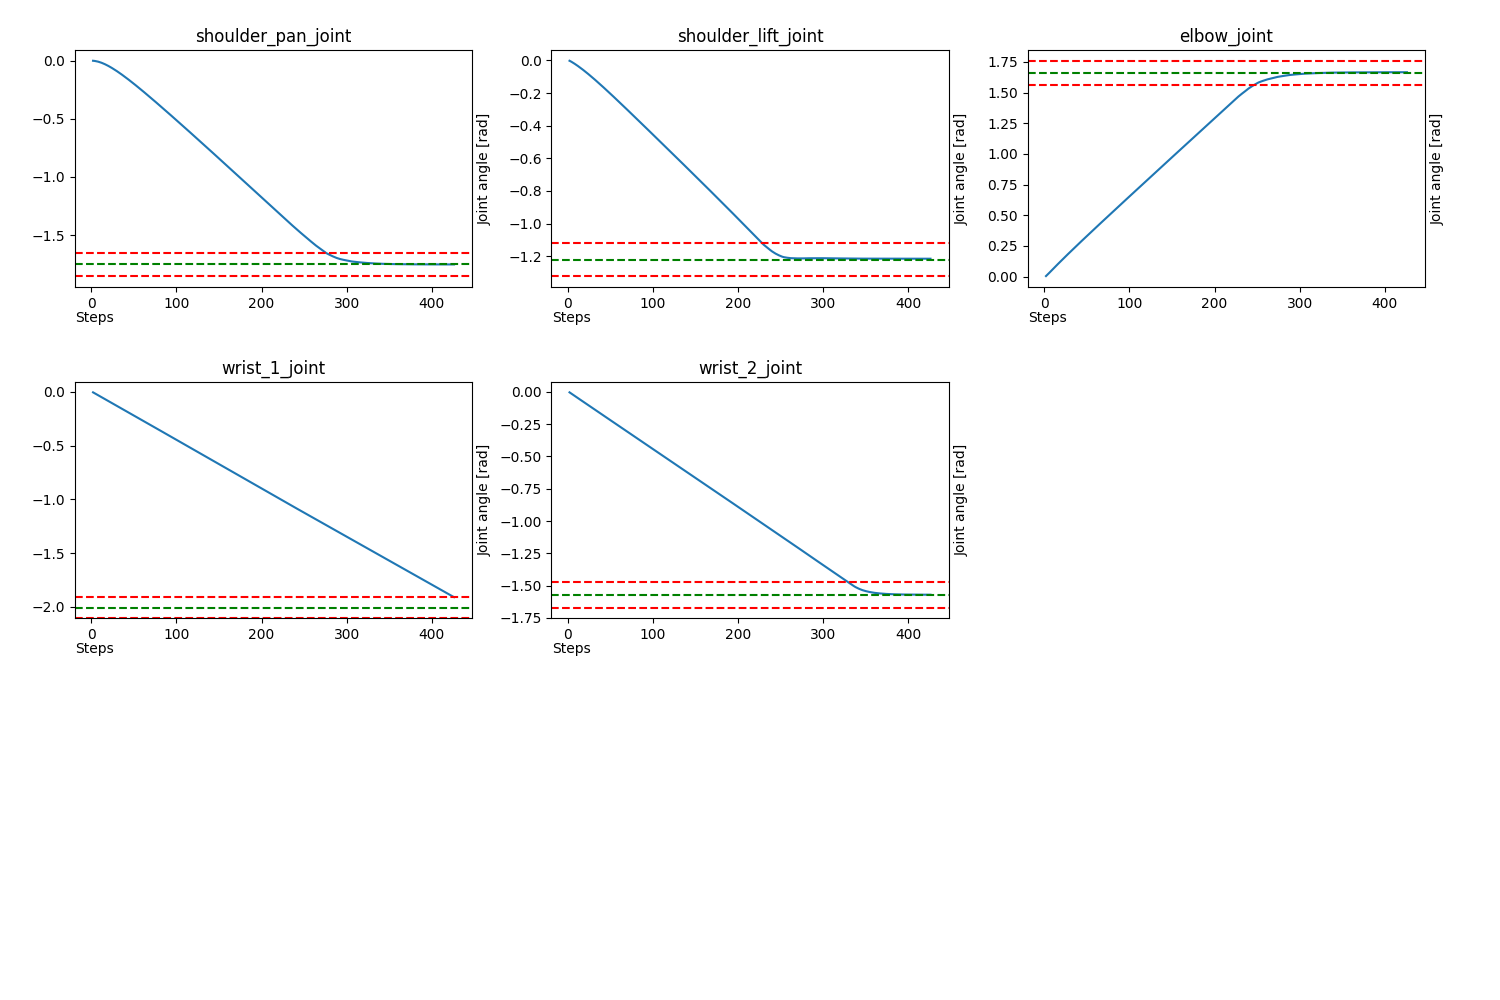 shoulder_pan_joint
0.0
−0.5
−1.0
−1.5
0 100 200 300 400
Steps
Joint angle [rad]
shoulder_lift_joint
0.0
−0.2
−0.4
−0.6
−0.8
−1.0
−1.2
0 100 200 300 400
Steps
Joint angle [rad]
elbow_joint
1.75
1.50
1.25
1.00
0.75
0.50
0.25
0.00
0 100 200 300 400
Steps
Joint angle [rad]
wrist_1_joint
0.0
−0.5
−1.0
−1.5
−2.0
0 100 200 300 400
Steps
Joint angle [rad]
wrist_2_joint
0.00
−0.25
−0.50
−0.75
−1.00
−1.25
−1.50
−1.75
0 100 200 300 400
Steps
Joint angle [rad]